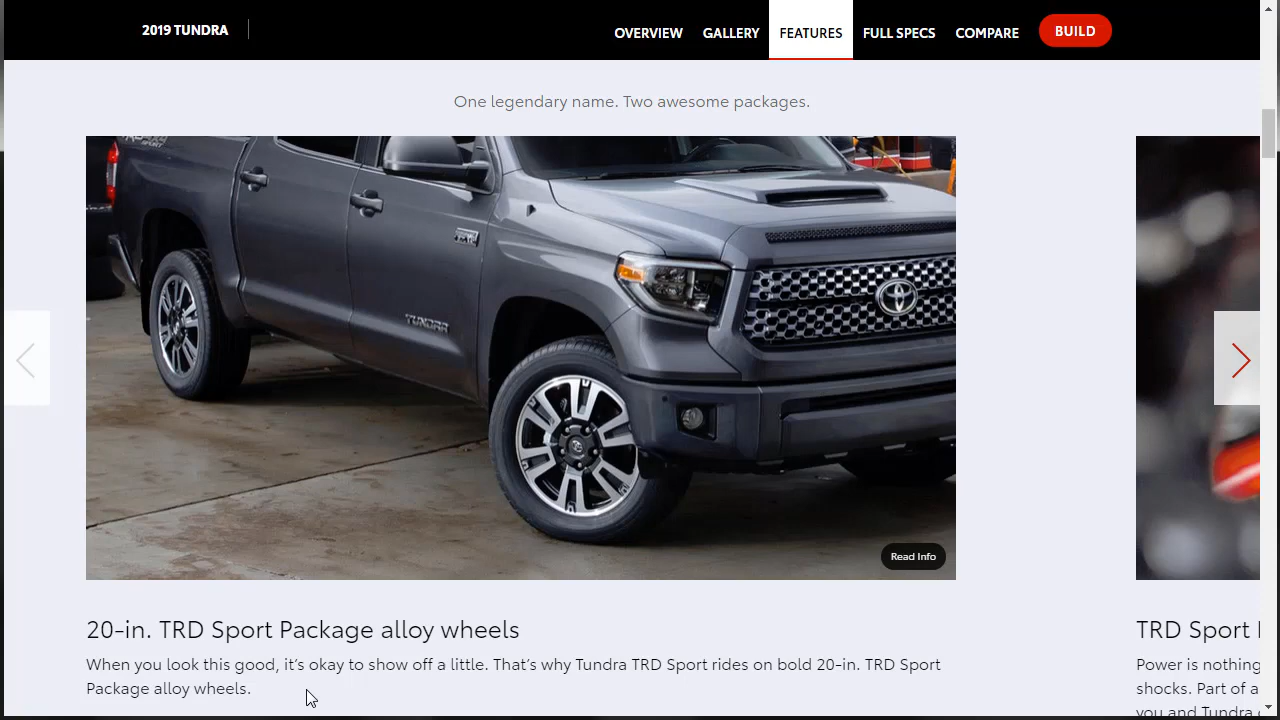 2019 TUNDRA
OVERVIEW
GALLERY
FEATURES
FULL SPECS
COMPARE
BUILD
One legendary name. Two awesome packages.
SPORT
TUNDRA
Read Info
20-in. TRD Sport Package alloy wheels
When you look this good, it's okay to show off a little. That's why Tundra TRD Sport rides on bold 20-in. TRD Sport
Package alloy wheels.
TRD Sport
Power is nothing
shocks. Part of a
you and Tundra